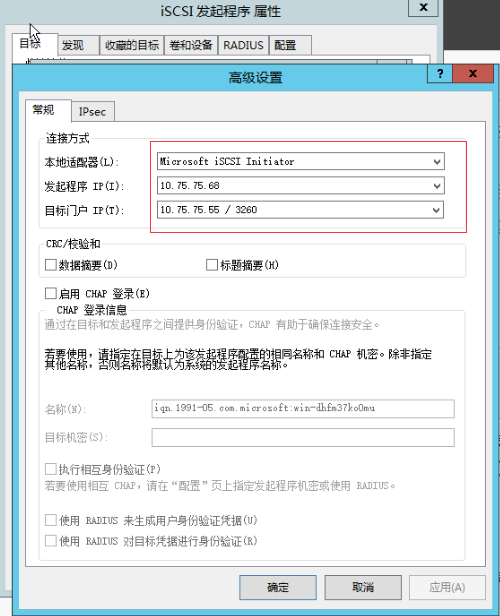 iSCSI 发起程序 属性
x
目标 发现 收藏的目标 卷和设备 RADIUS 配置
高级设置
? x
常规 IPsec
连接方式
本地适配器(L): Microsoft iSCSI Initiator
发起程序 IP(I): 10.75.75.68
目标门户 IP(T): 10.75.75.55 / 3260
CRC/校验和
数据摘要(D) 标题摘要(H)
启用 CHAP 登录(E)
CHAP 登录信息
通过在目标和发起程序之间提供身份验证，CHAP 有助于确保连接安全。
若要使用，请指定在目标上为该发起程序配置的相同名称和 CHAP 机密。除非指定
其他名称，否则名称将默认为系统的发起程序名称。
名称(N): iqn.1991-05.com.microsoft:win-dhfm37ko0mu
目标机密(S):
执行相互身份验证(P)
若要使用相互 CHAP，请在“配置”页上指定发起程序机密或使用 RADIUS。
使用 RADIUS 来生成用户身份验证凭据(U)
使用 RADIUS 对目标凭据进行身份验证(R)
确定 取消 应用(A)